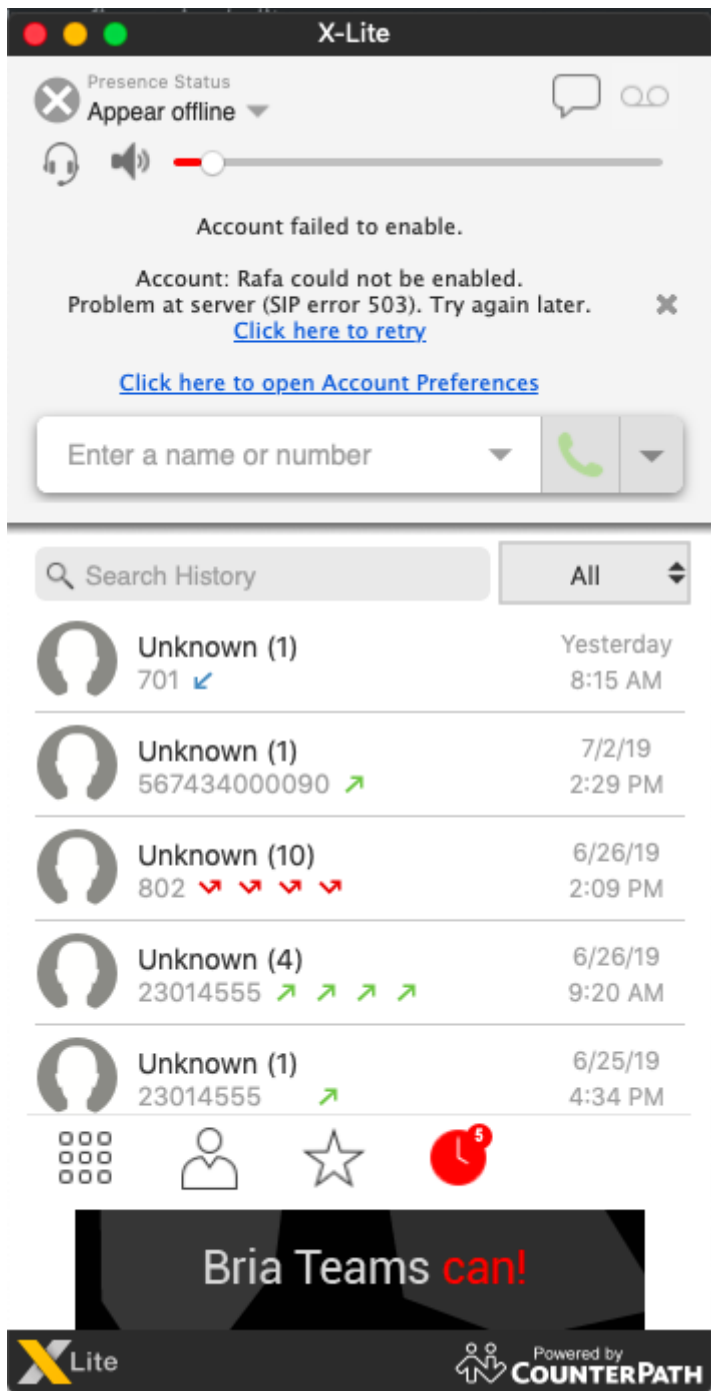 X-Lite
Presence Status
Appear offline
Account failed to enable.
Account: Rafa could not be enabled.
Problem at server (SIP error 503). Try again later.
Click here to retry
Click here to open Account Preferences
Enter a name or number
Search History
All
Unknown (1)
Yesterday
701
8:15 AM
Unknown (1)
7/2/19
567434000090
2:29 PM
Unknown (10)
6/26/19
802
2:09 PM
Unknown (4)
6/26/19
23014555
9:20 AM
Unknown (1)
6/25/19
23014555
4:34 PM
5
Bria Teams can!
X Lite
Powered by
COUNTERPATH